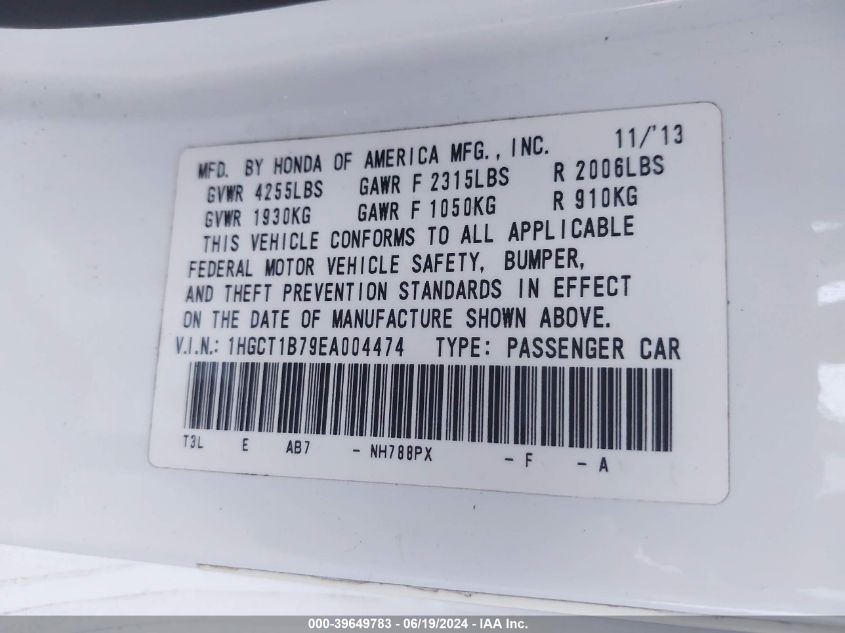 MFD. BY HONDA OF AMERICA MFG., INC. 11/'13
GVWR 4255LBS GAWR F 2315LBS R 2006LBS
GVWR 1930KG GAWR F 1050KG R 910KG
THIS VEHICLE CONFORMS TO ALL APPLICABLE
FEDERAL MOTOR VEHICLE SAFETY, BUMPER,
AND THEFT PREVENTION STANDARDS IN EFFECT
ON THE DATE OF MANUFACTURE SHOWN ABOVE.
V.I.N.: 1HGCT1B79EA004474 TYPE: PASSENGER CAR
T3L E AB7 - NH788PX - F - A
000-39649783 - 06/19/2024 - IAA Inc.